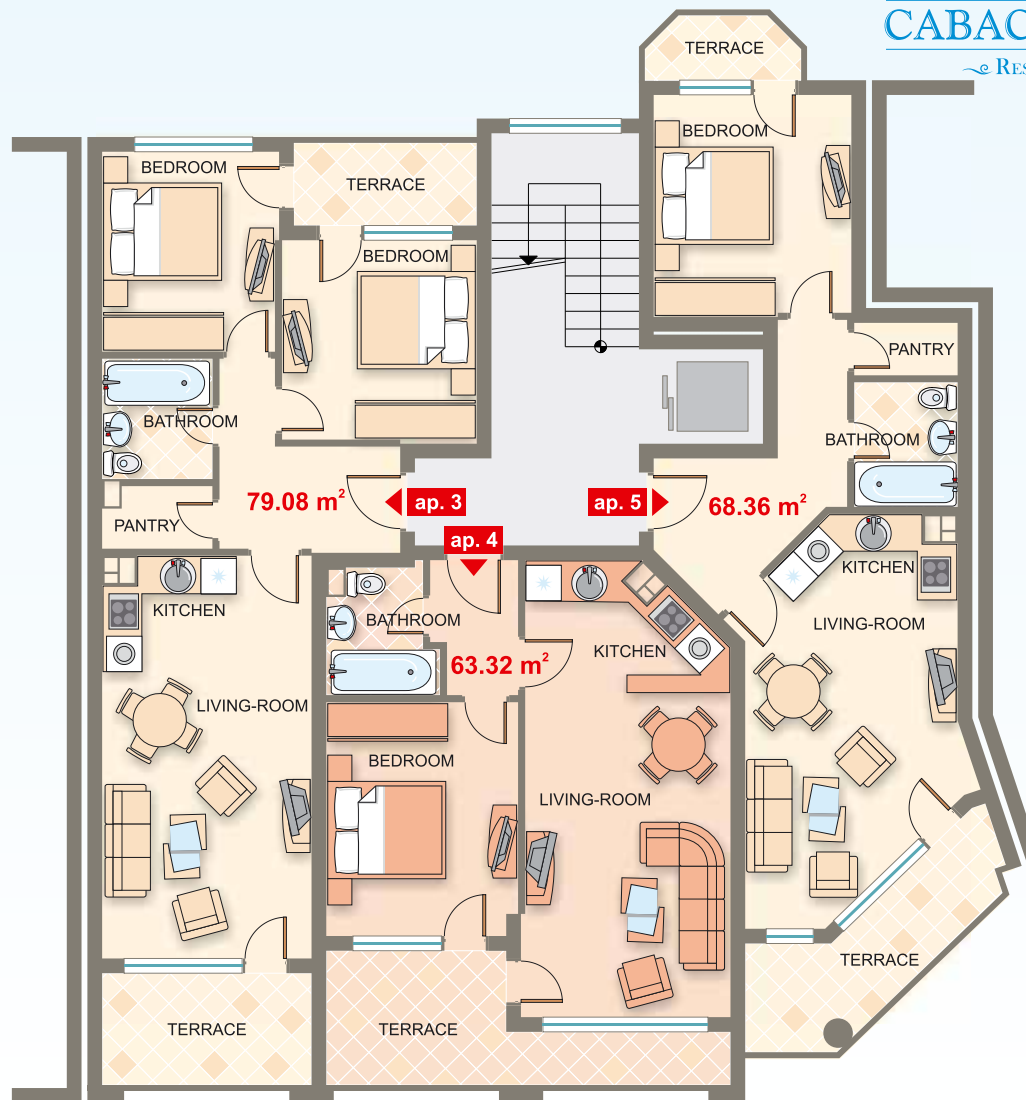 CABAC
RES
TERRACE
BEDROOM
BEDROOM
TERRACE
BEDROOM
PANTRY
BATHROOM
BATHROOM
79.08 m²
ap. 3
ap. 5
68.36 m²
PANTRY
ap. 4
KITCHEN
KITCHEN
BATHROOM
LIVING-ROOM
KITCHEN
63.32 m²
LIVING-ROOM
BEDROOM
LIVING-ROOM
TERRACE
TERRACE
TERRACE